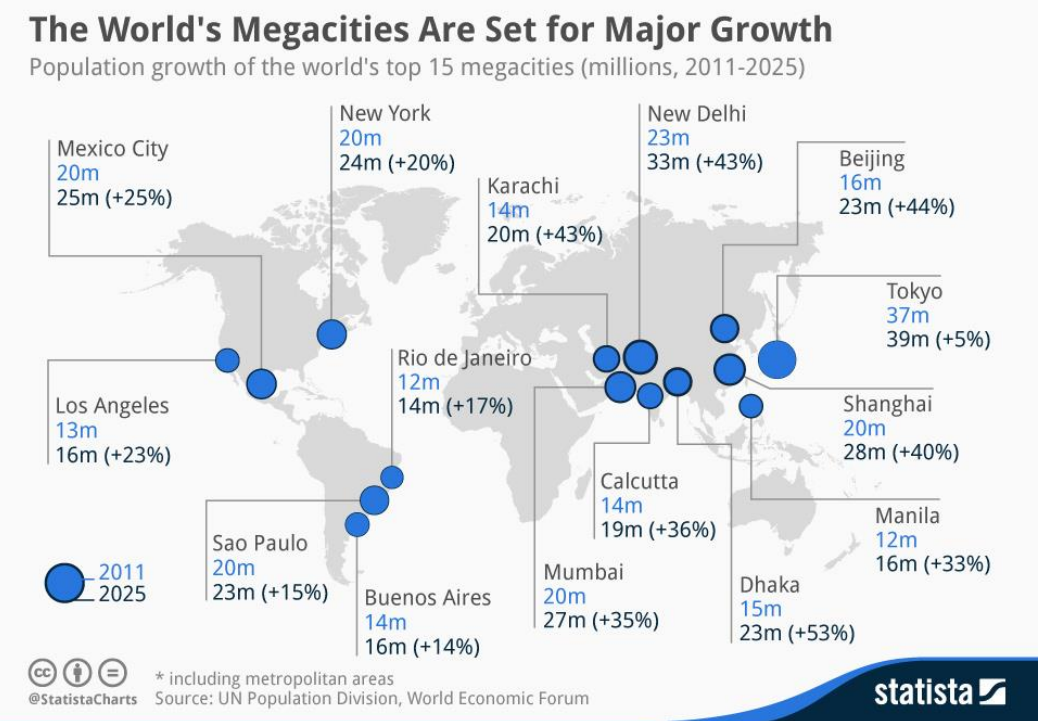 The World's Megacities Are Set for Major Growth
Population growth of the world's top 15 megacities (millions, 2011-2025)
New York
20m
24m (+20%)
New Delhi
23m
33m (+43%)
Mexico City
20m
25m (+25%)
Beijing
16m
23m (+44%)
Karachi
14m
20m (+43%)
Tokyo
37m
39m (+5%)
Rio de Janeiro
12m
14m (+17%)
Los Angeles
13m
16m (+23%)
Shanghai
20m
28m (+40%)
Calcutta
14m
19m (+36%)
Manila
12m
16m (+33%)
Sao Paulo
20m
23m (+15%)
Mumbai
20m
27m (+35%)
Dhaka
15m
23m (+53%)
Buenos Aires
14m
16m (+14%)
2011
2025
cc
@StatistaCharts
* including metropolitan areas
Source: UN Population Division, World Economic Forum
statista